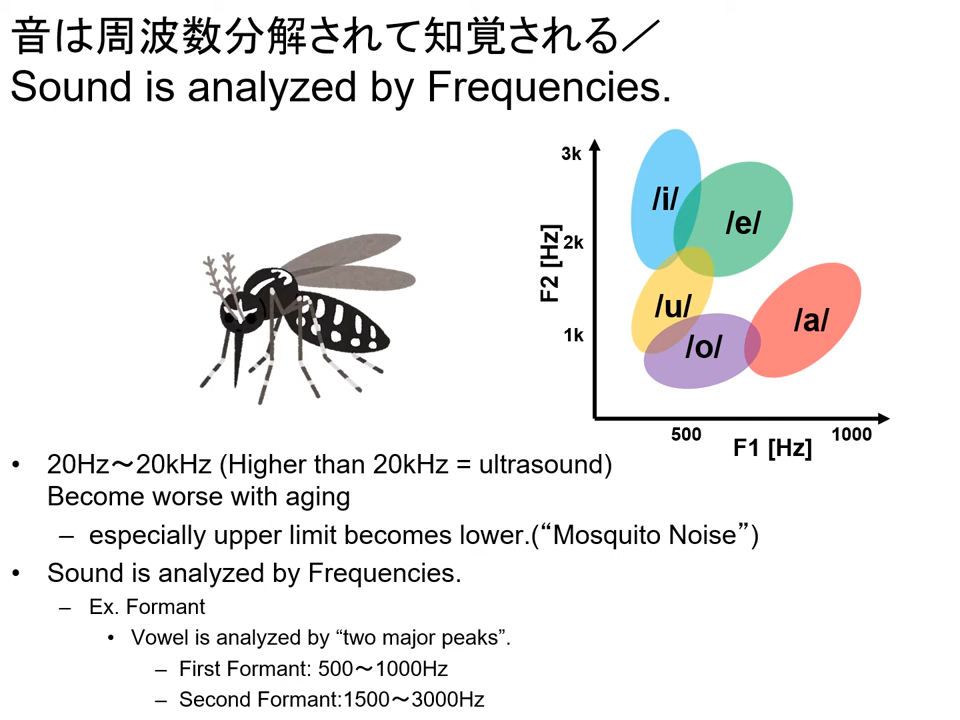 音は周波数分解されて知覚される／
Sound is analyzed by Frequencies.
3k
2k
1k
F2 [Hz]
/i/
/e/
/u/
/o/
/a/
500
1000
F1 [Hz]
• 20Hz～20kHz (Higher than 20kHz = ultrasound)
Become worse with aging
– especially upper limit becomes lower.(“Mosquito Noise”)
• Sound is analyzed by Frequencies.
– Ex. Formant
• Vowel is analyzed by “two major peaks”.
– First Formant: 500～1000Hz
– Second Formant:1500～3000Hz